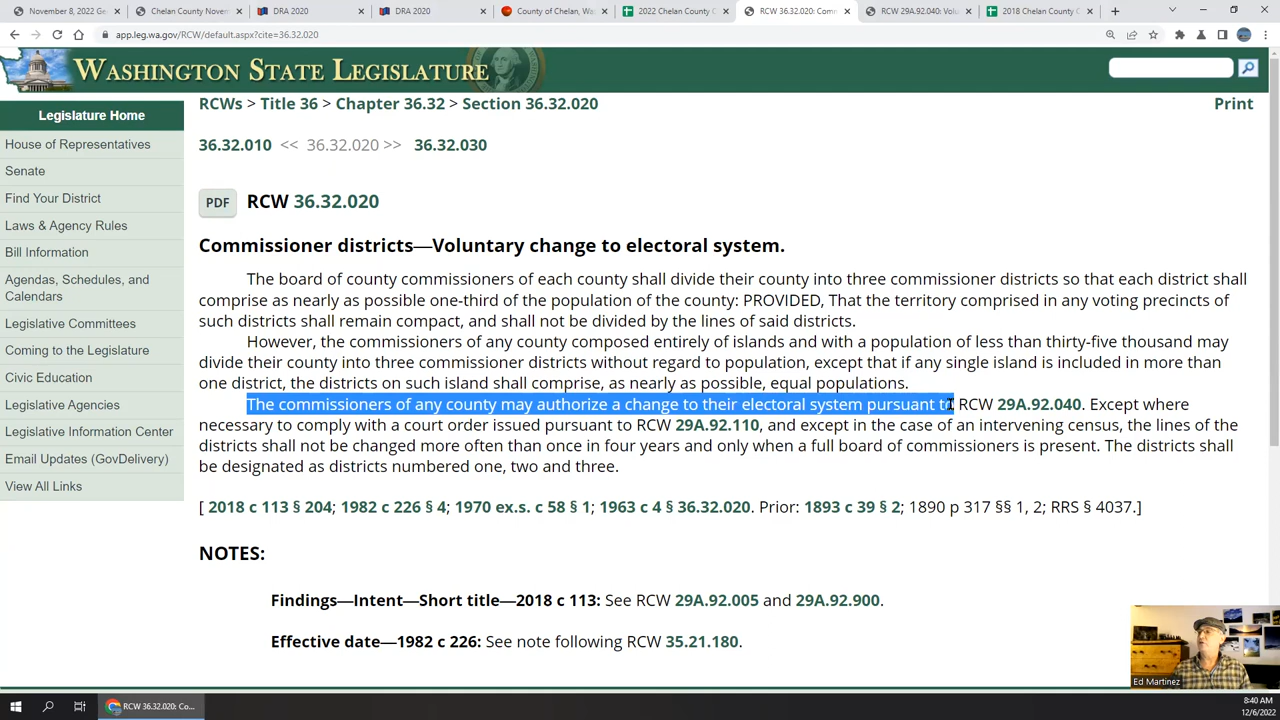 November 8, 2022 Gene
Chelan County Novem
DRA 2020
DRA 2020
County of Chelan, Wa
2022 Chelan County C
RCW 36.32.020: Com
RCW 29A.92.040: Volu
2018 Chelan County C
app.leg.wa.gov/RCW/default.aspx?cite=36.32.020
WASHINGTON STATE LEGISLATURE
Legislature Home
House of Representatives
Senate
Find Your District
Laws & Agency Rules
Bill Information
Agendas, Schedules, and
Calendars
Legislative Committees
Coming to the Legislature
Civic Education
Legislative Agencies
Legislative Information Center
Email Updates (GovDelivery)
View All Links
RCWs > Title 36 > Chapter 36.32 > Section 36.32.020
Print
36.32.010 << 36.32.020 >> 36.32.030
PDF RCW 36.32.020
Commissioner districts—Voluntary change to electoral system.
The board of county commissioners of each county shall divide their county into three commissioner districts so that each district shall
comprise as nearly as possible one-third of the population of the county: PROVIDED, That the territory comprised in any voting precincts of
such districts shall remain compact, and shall not be divided by the lines of said districts.
However, the commissioners of any county composed entirely of islands and with a population of less than thirty-five thousand may
divide their county into three commissioner districts without regard to population, except that if any single island is included in more than
one district, the districts on such island shall comprise, as nearly as possible, equal populations.
The commissioners of any county may authorize a change to their electoral system pursuant to RCW 29A.92.040. Except where
necessary to comply with a court order issued pursuant to RCW 29A.92.110, and except in the case of an intervening census, the lines of the
districts shall not be changed more often than once in four years and only when a full board of commissioners is present. The districts shall
be designated as districts numbered one, two and three.
[ 2018 c 113 § 204; 1982 c 226 § 4; 1970 ex.s. c 58 § 1; 1963 c 4 § 36.32.020. Prior: 1893 c 39 § 2; 1890 p 317 §§ 1, 2; RRS § 4037.]
NOTES:
Findings—Intent—Short title—2018 c 113: See RCW 29A.92.005 and 29A.92.900.
Effective date—1982 c 226: See note following RCW 35.21.180.
Ed Martinez
RCW 36.32.020: Co...
8:40 AM
12/6/2022